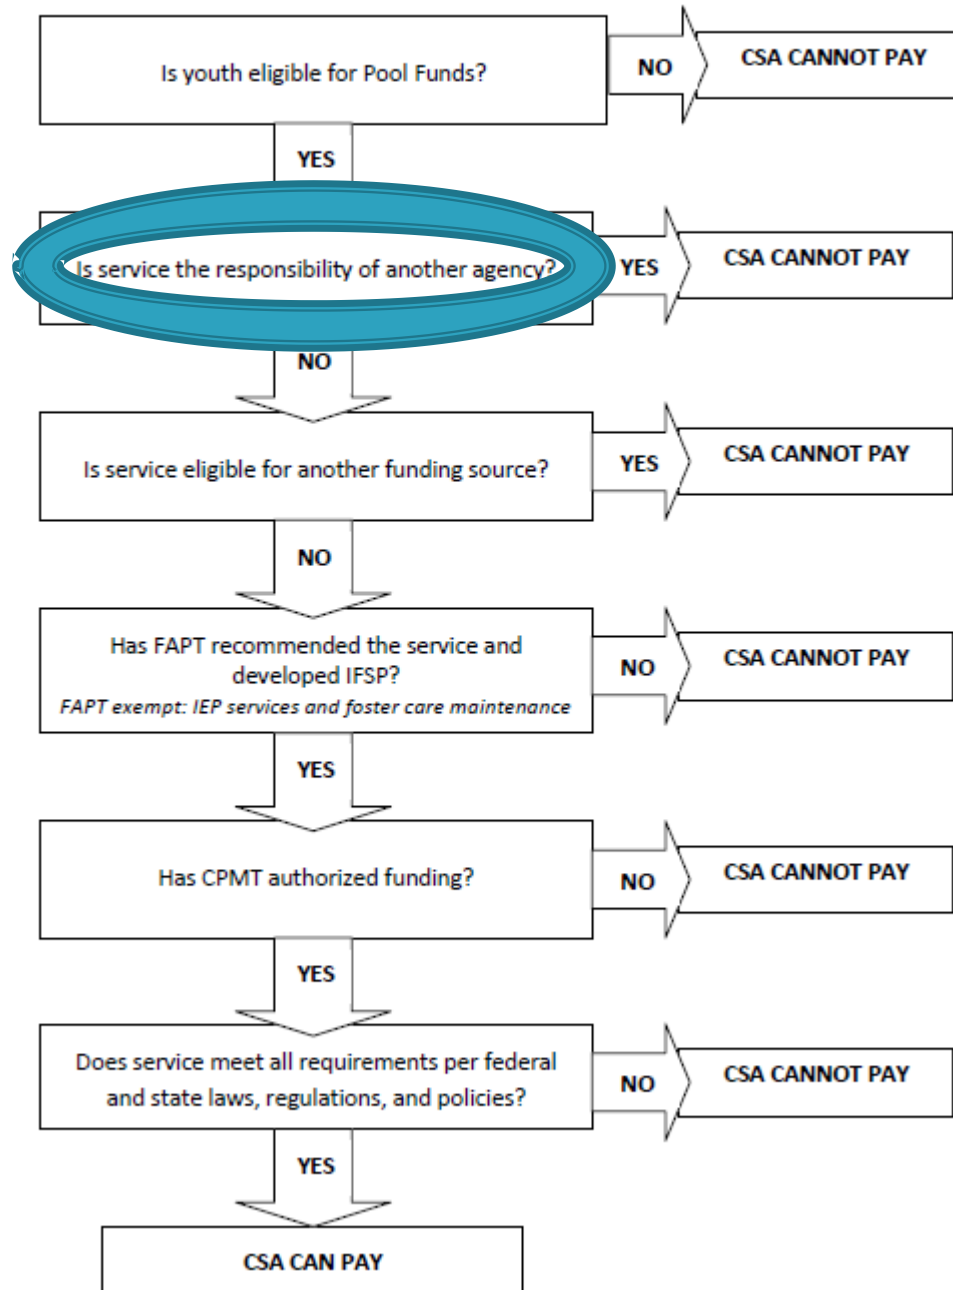 Is youth eligible for Pool Funds?
NO
CSA CANNOT PAY
YES
Is service the responsibility of another agency?
YES
CSA CANNOT PAY
NO
Is service eligible for another funding source?
YES
CSA CANNOT PAY
NO
Has FAPT recommended the service and
developed IFSP?
FAPT exempt: IEP services and foster care maintenance
NO
CSA CANNOT PAY
YES
Has CPMT authorized funding?
NO
CSA CANNOT PAY
YES
Does service meet all requirements per federal
and state laws, regulations, and policies?
NO
CSA CANNOT PAY
YES
CSA CAN PAY